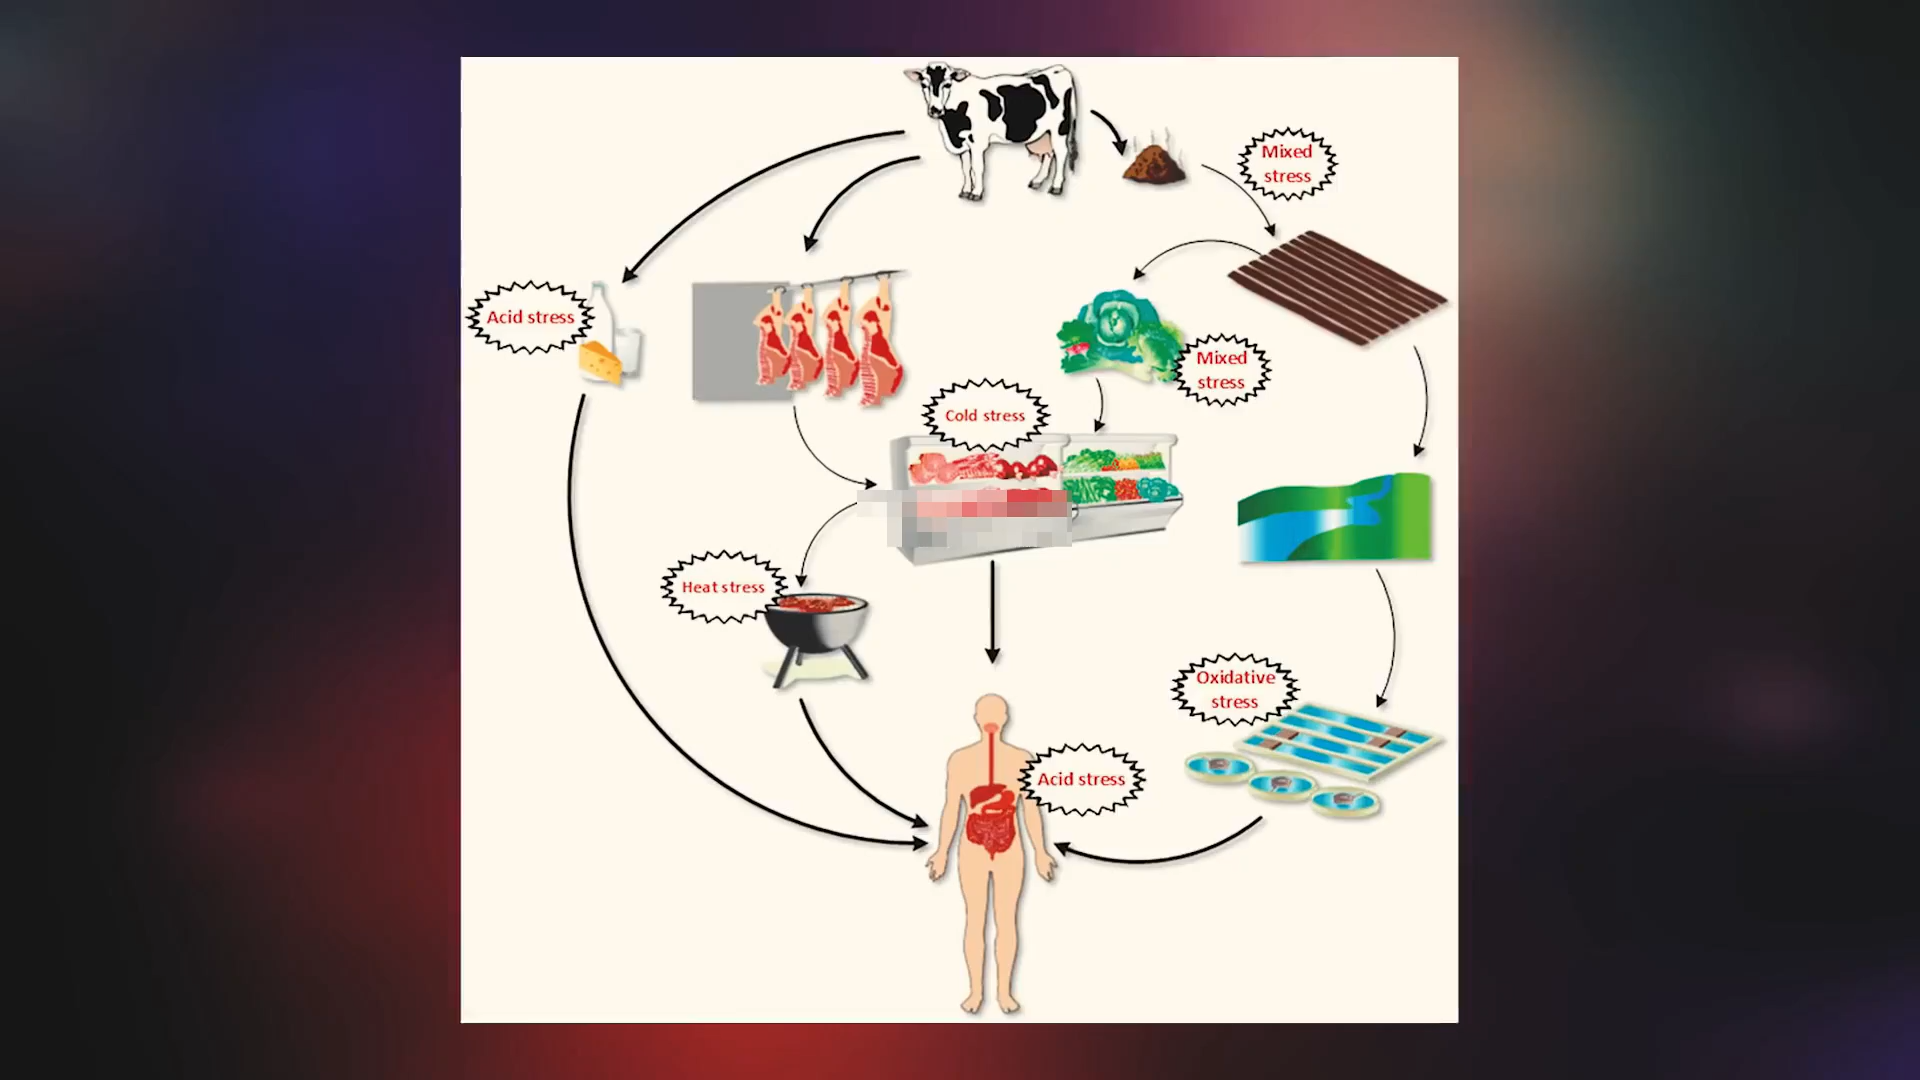 Mixed
stress
Acid stress
Mixed
stress
Cold stress
Heat stress
Oxidative
stress
Acid stress